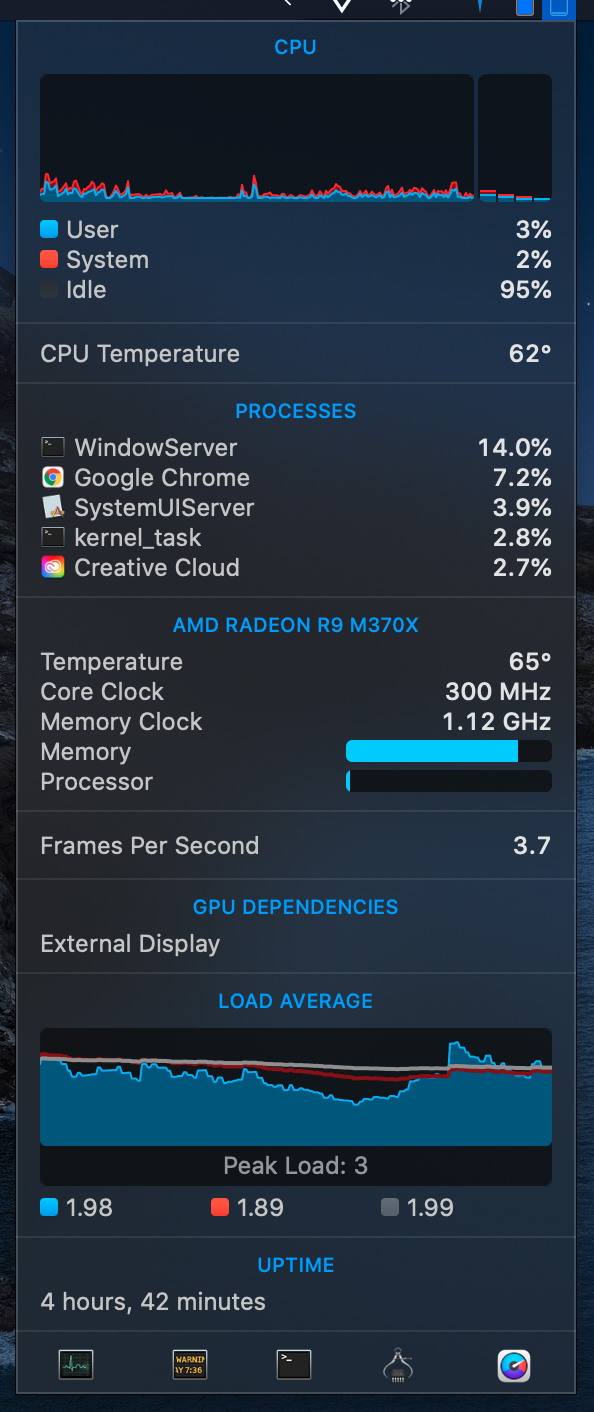 CPU
User 3%
System 2%
Idle 95%
CPU Temperature 62°
PROCESSES
WindowServer 14.0%
Google Chrome 7.2%
SystemUIServer 3.9%
kernel_task 2.8%
Creative Cloud 2.7%
AMD RADEON R9 M370X
Temperature 65°
Core Clock 300 MHz
Memory Clock 1.12 GHz
Memory
Processor
Frames Per Second 3.7
GPU DEPENDENCIES
External Display
LOAD AVERAGE
Peak Load: 3
1.98 1.89 1.99
UPTIME
4 hours, 42 minutes
WARNIN
AY 7:36